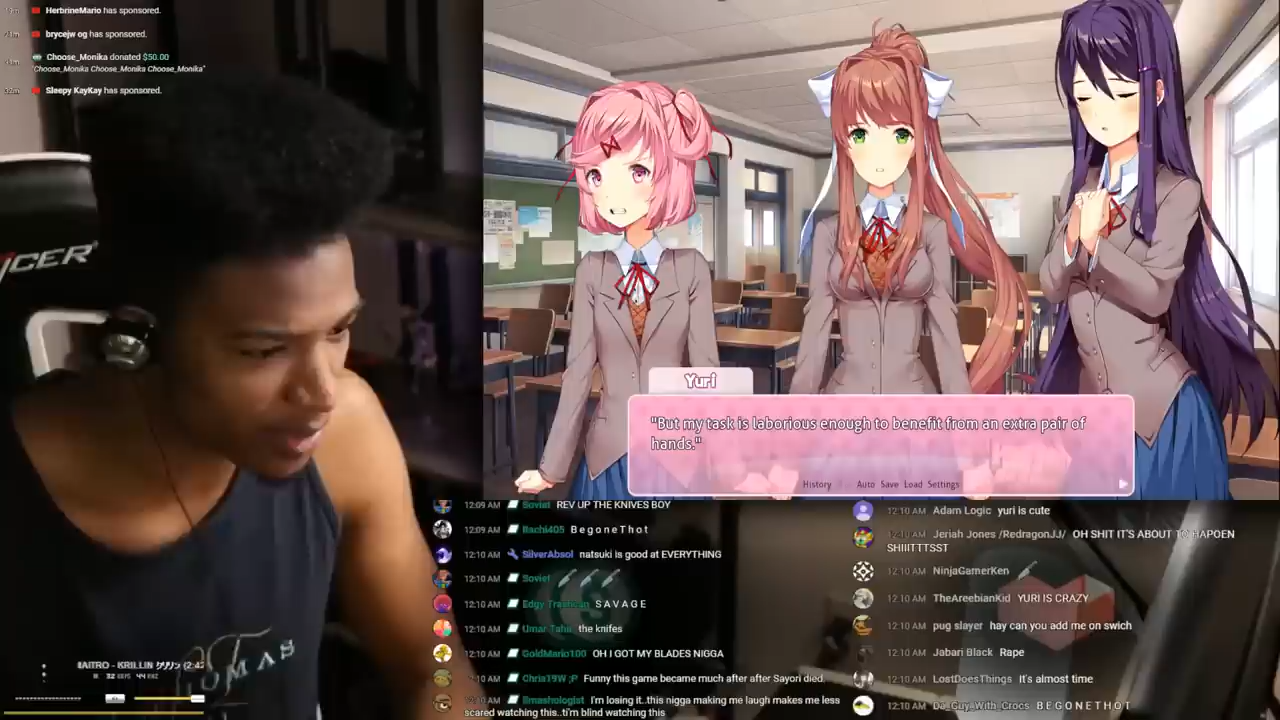 HerbrineMario has sponsored.
brycejw og has sponsored.
Choose_Monika donated $50.00
"Choose_Monika Choose_Monika Choose_Monika"
Sleepy KayKay has sponsored.
Yuri
"But my task is laborious enough to benefit from an extra pair of
hands."
History Auto Save Load Settings
12:09 AM Soviet REV UP THE KNIVES BOY
12:09 AM Itachi405 B e g o n e T h o t
12:10 AM SilverAbsol natsuki is good at EVERYTHING
12:10 AM Soviet
12:10 AM Edgy Trashcan S A V A G E
12:10 AM Umar Tahir the knifes
12:10 AM GoldMario100 OH I GOT MY BLADES NIGGA
12:10 AM Chris19W ;P Funny this game became much after after Sayori died.
12:10 AM Smashologist I'm losing it..this nigga making me laugh makes me less
scared watching this..ti'm blind watching this
12:10 AM Adam Logic yuri is cute
12:10 AM Jeriah Jones /RedragonJJ/ OH SHIT IT'S ABOUT TO HAPOEN
SHIIITTTSST
12:10 AM NinjaGamerKen
12:10 AM TheAreebianKid YURI IS CRAZY
12:10 AM pug slayer hay can you add me on swich
12:10 AM Jabari Black Rape
12:10 AM LostDoesThings It's almost time
12:10 AM Da_Guy_With_Crocs B E G O N E T H O T